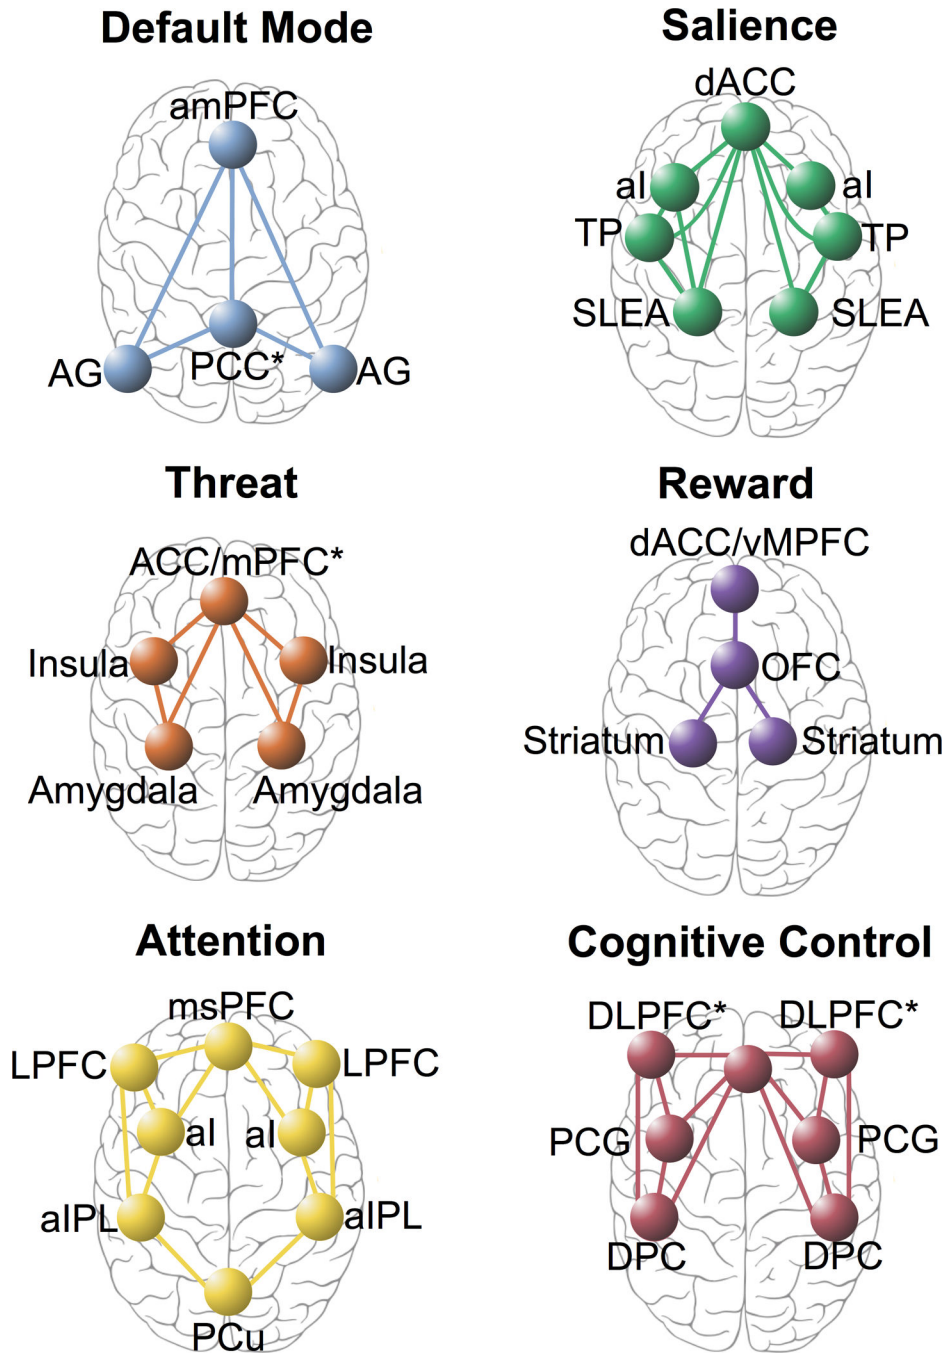 Default Mode
amPFC
AG
PCC*
AG
Salience
dACC
aI
aI
TP
TP
SLEA
SLEA
Threat
ACC/mPFC*
Insula
Insula
Amygdala
Amygdala
Reward
dACC/vMPFC
OFC
Striatum
Striatum
Attention
msPFC
LPFC
LPFC
aI
aI
aIPL
aIPL
PCu
Cognitive Control
DLPFC*
DLPFC*
PCG
PCG
DPC
DPC